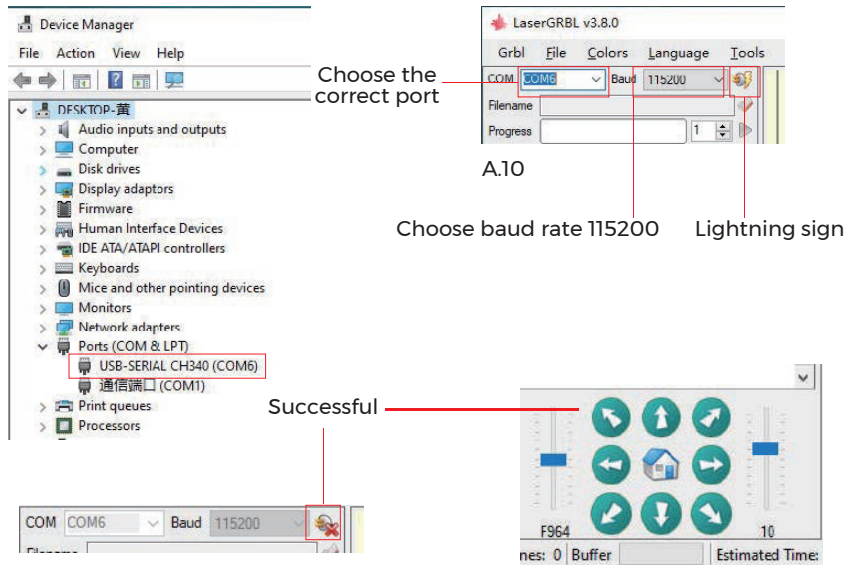 Device Manager
File Action View Help
DESKTOP-黄
Audio inputs and outputs
Computer
Disk drives
Display adaptors
Firmware
Human Interface Devices
IDE ATA/ATAPI controllers
Keyboards
Mice and other pointing devices
Monitors
Network adapters
Ports (COM & LPT)
USB-SERIAL CH340 (COM6)
通信端口 (COM1)
Print queues
Processors
Choose the
correct port
LaserGRBL v3.8.0
Grbl File Colors Language Tools
COM COM6 Baud 115200
Filename
Progress 1
A.10
Choose baud rate 115200
Lightning sign
Successful
COM COM6 Baud 115200
Filename
F964 10
nes: 0 Buffer Estimated Time: